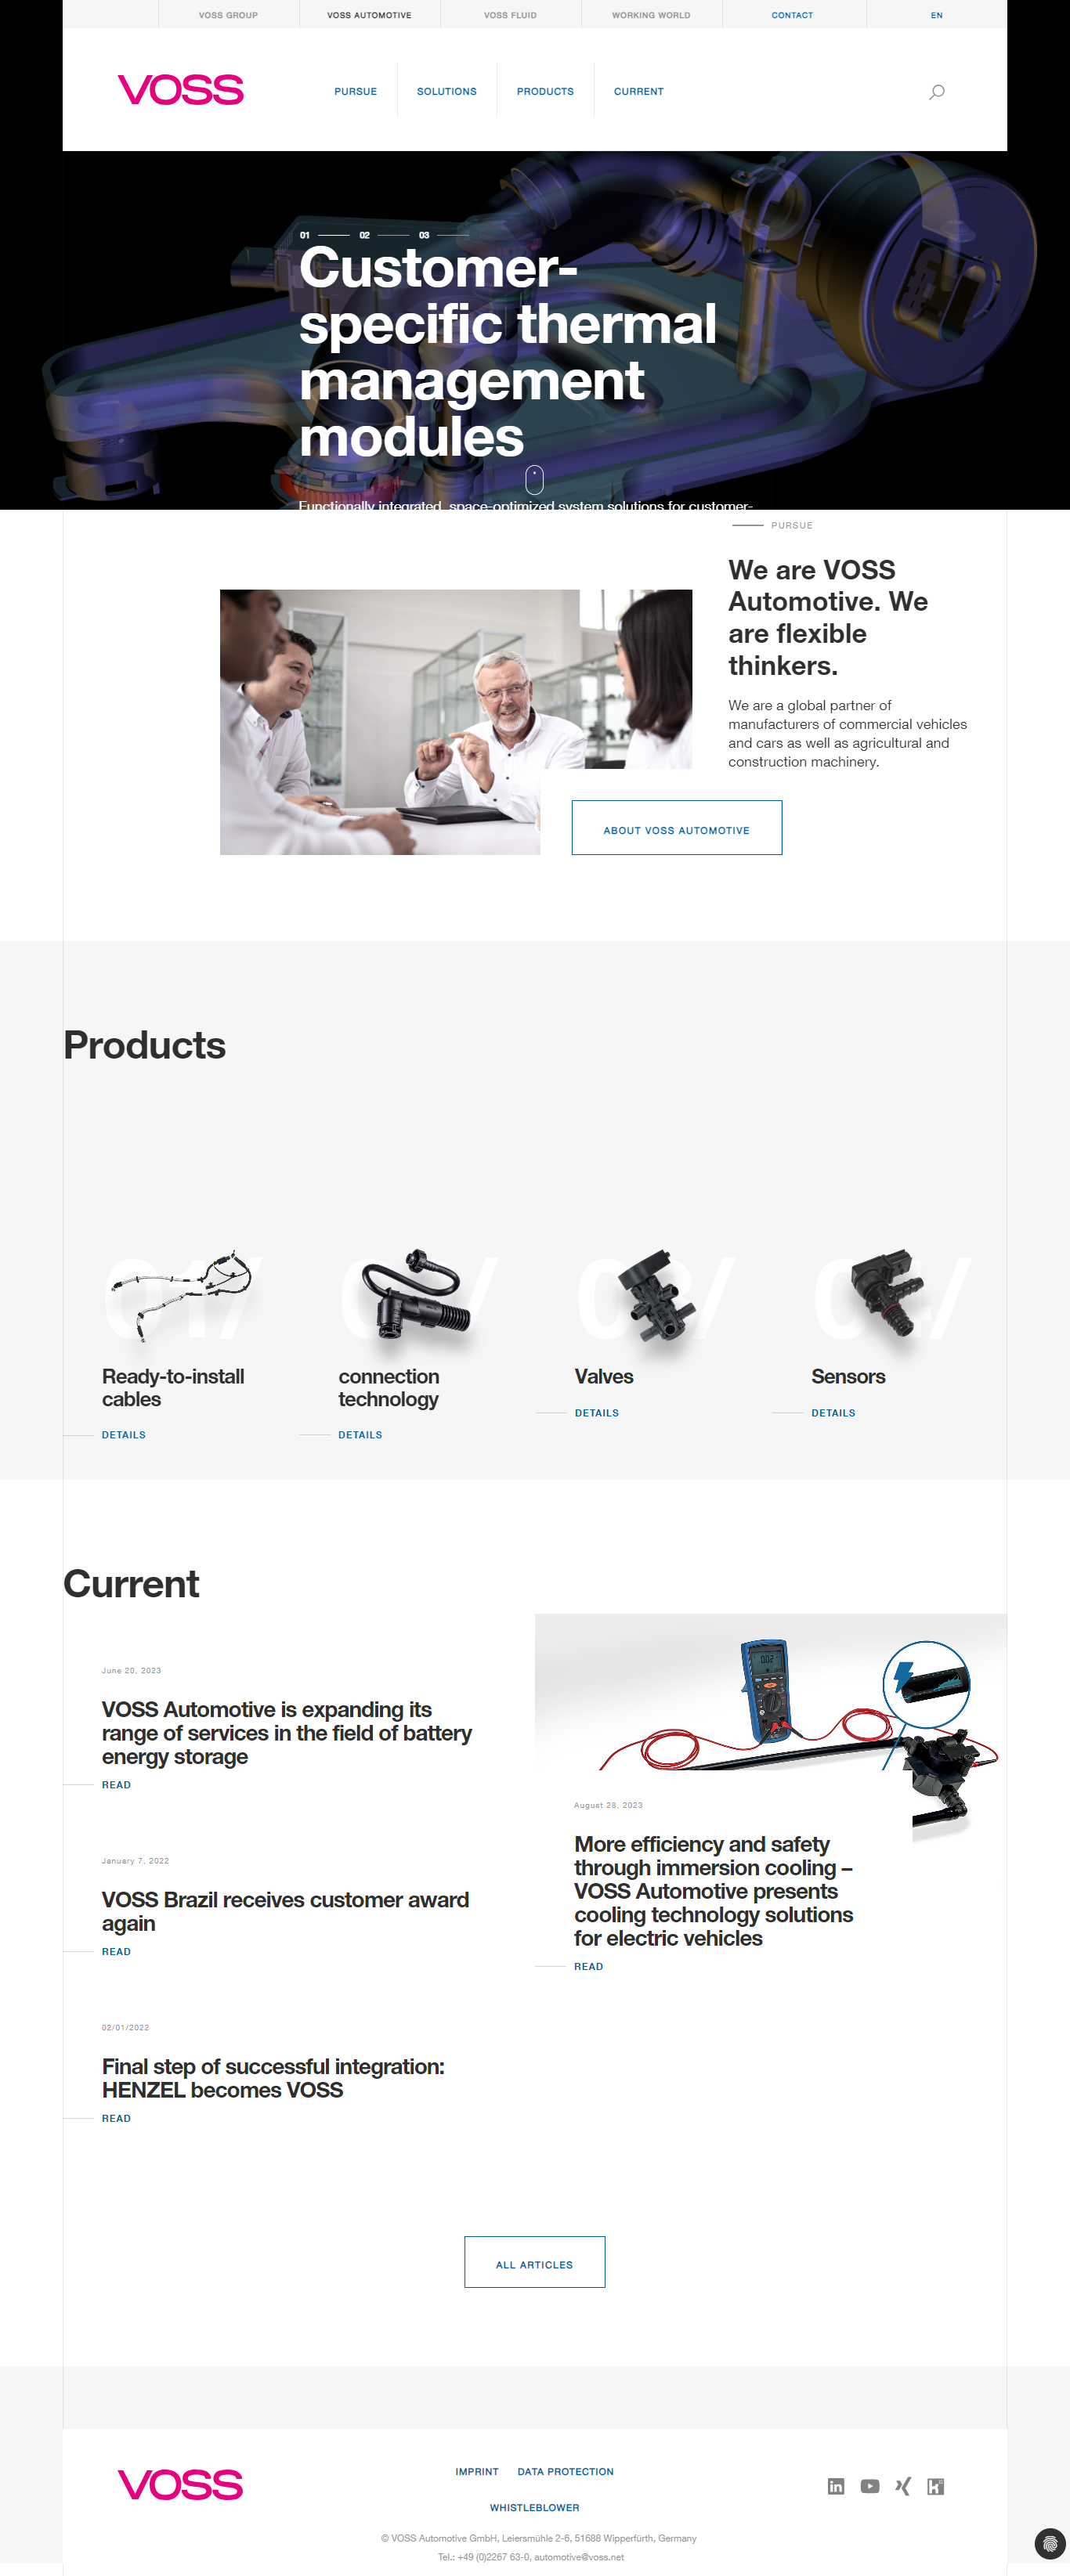 VOSS GROUP
VOSS AUTOMOTIVE
VOSS FLUID
WORKING WORLD
CONTACT
EN
VOSS
PURSUE
SOLUTIONS
PRODUCTS
CURRENT
01
02
03
Customer-
specific thermal
management
modules
Functionally integrated, space-optimized system solutions for customer-
PURSUE
We are VOSS
Automotive. We
are flexible
thinkers.
We are a global partner of
manufacturers of commercial vehicles
and cars as well as agricultural and
construction machinery.
ABOUT VOSS AUTOMOTIVE
Products
01/
Ready-to-install
cables
DETAILS
02/
connection
technology
DETAILS
03/
Valves
DETAILS
04/
Sensors
DETAILS
Current
June 20, 2023
VOSS Automotive is expanding its
range of services in the field of battery
energy storage
READ
January 7, 2022
VOSS Brazil receives customer award
again
READ
02/01/2022
Final step of successful integration:
HENZEL becomes VOSS
READ
August 28, 2023
More efficiency and safety
through immersion cooling –
VOSS Automotive presents
cooling technology solutions
for electric vehicles
READ
ALL ARTICLES
VOSS
IMPRINT
DATA PROTECTION
WHISTLEBLOWER
© VOSS Automotive GmbH, Leiersmühle 2-6, 51688 Wipperfürth, Germany
Tel.: +49 (0)2267 63-0, automotive@voss.net